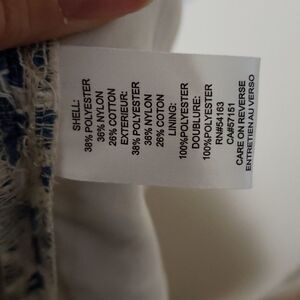 SHELL:
38% POLYESTER
36% NYLON
26% COTTON
EXTERIEUR:
38% POLYESTER
36% NYLON
26% COTON
LINING:
100%POLYESTER
DOUBLURE:
100%POLYESTER
RN#54163
CA#57151
CARE ON REVERSE
ENTRETIEN AU VERSO